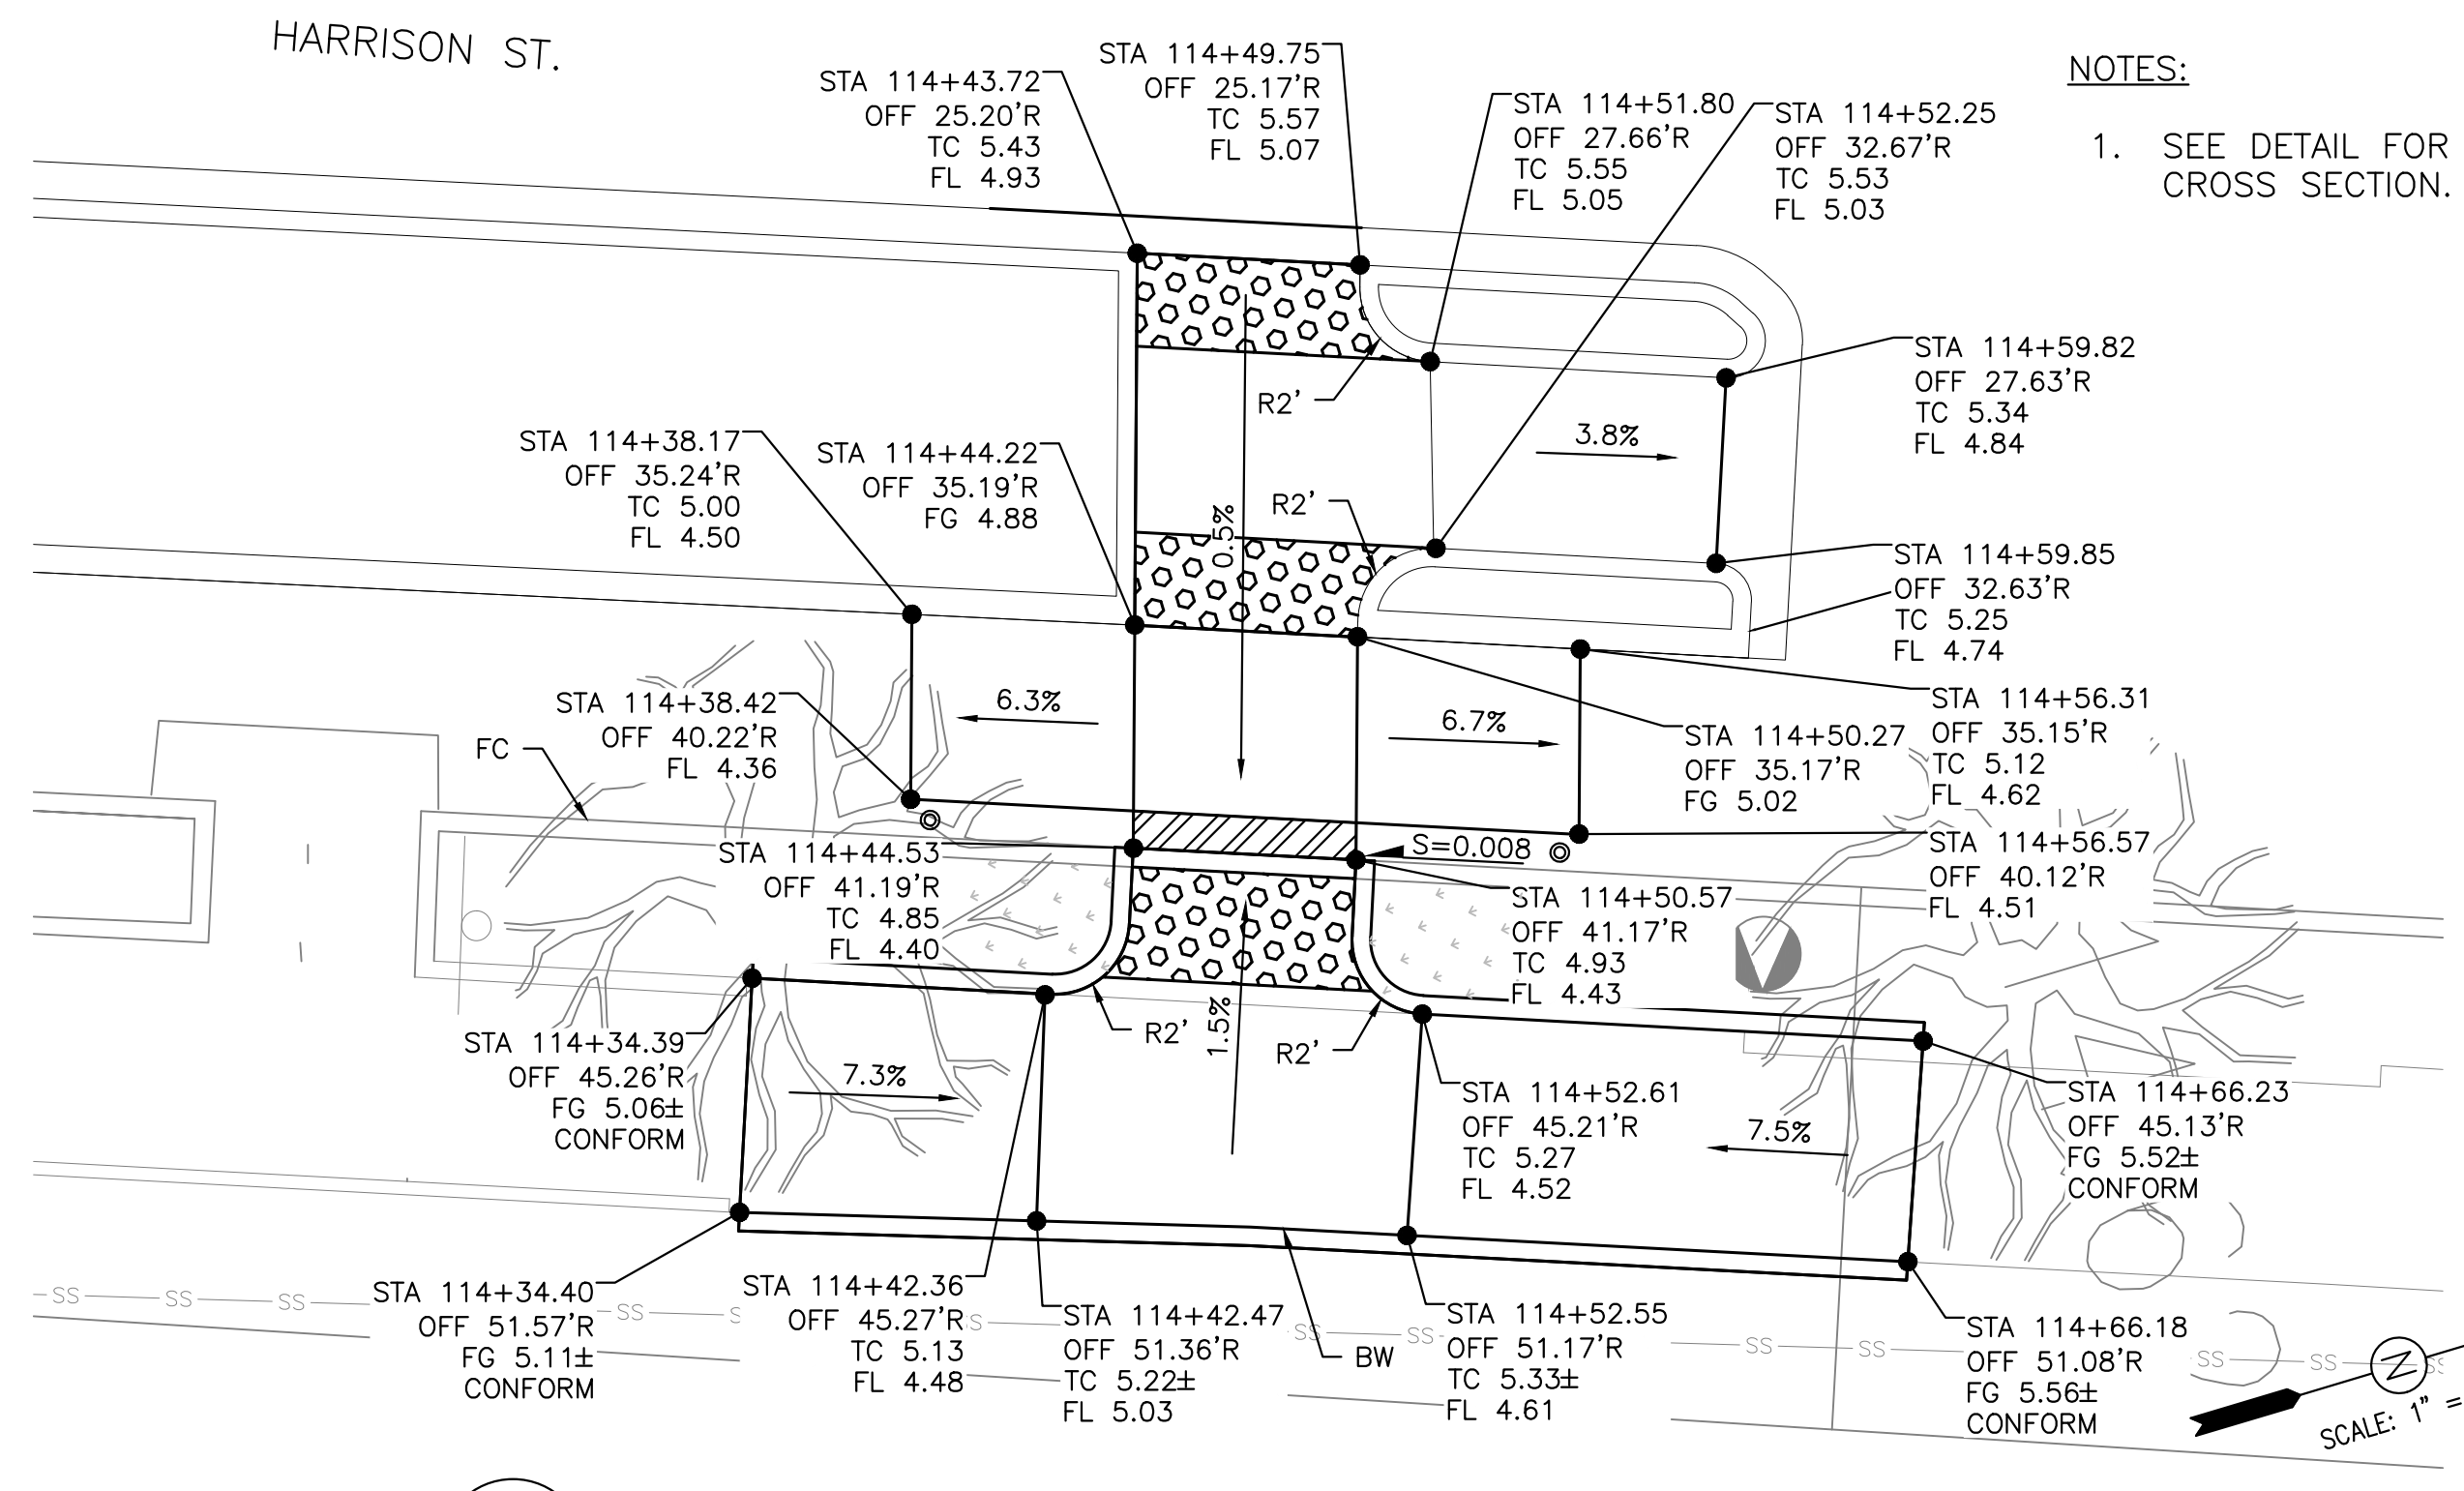 HARRISON ST.
STA 114+43.72
OFF 25.20'R
TC 5.43
FL 4.93
STA 114+49.75
OFF 25.17'R
TC 5.57
FL 5.07
STA 114+51.80
OFF 27.66'R
TC 5.55
FL 5.05
STA 114+52.25
OFF 32.67'R
TC 5.53
FL 5.03
NOTES:
1. SEE DETAIL FOR
CROSS SECTION.
STA 114+59.82
OFF 27.63'R
TC 5.34
FL 4.84
R2'
3.8%
STA 114+38.17
OFF 35.24'R
TC 5.00
FL 4.50
STA 114+44.22
OFF 35.19'R
FG 4.88
R2'
0.5%
STA 114+59.85
OFF 32.63'R
TC 5.25
FL 4.74
STA 114+38.42
OFF 40.22'R
FL 4.36
6.3%
6.7%
STA 114+50.27
OFF 35.17'R
FG 5.02
STA 114+56.31
OFF 35.15'R
TC 5.12
FL 4.62
FC
STA 114+44.53
OFF 41.19'R
TC 4.85
FL 4.40
S=0.008
STA 114+50.57
OFF 41.17'R
TC 4.93
FL 4.43
STA 114+56.57
OFF 40.12'R
FL 4.51
STA 114+34.39
OFF 45.26'R
FG 5.06±
CONFORM
7.3%
R2'
1.5%
R2'
STA 114+52.61
OFF 45.21'R
TC 5.27
FL 4.52
7.5%
STA 114+66.23
OFF 45.13'R
FG 5.52±
CONFORM
STA 114+34.40
OFF 51.57'R
FG 5.11±
CONFORM
STA 114+42.36
OFF 45.27'R
TC 5.13
FL 4.48
STA 114+42.47
OFF 51.36'R
TC 5.22±
FL 5.03
BW
STA 114+52.55
OFF 51.17'R
TC 5.33±
FL 4.61
STA 114+66.18
OFF 51.08'R
FG 5.56±
CONFORM
SS SS SS SS SS SS SS SS SS SS
N
SCALE: 1" =